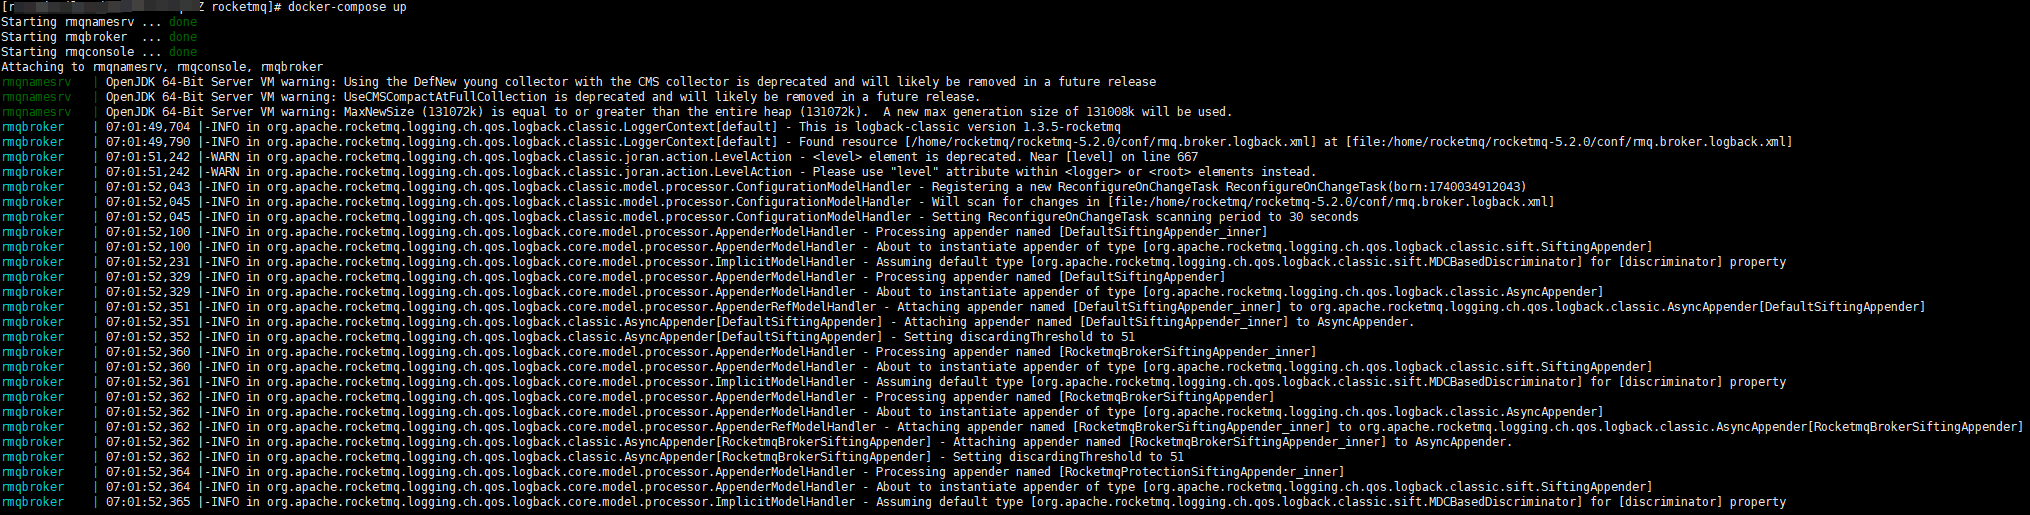 [r Z rocketmq]# docker-compose up
Starting rmqnamesrv ... done
Starting rmqbroker  ... done
Starting rmqconsole ... done
Attaching to rmqnamesrv, rmqconsole, rmqbroker
rmqnamesrv   | OpenJDK 64-Bit Server VM warning: Using the DefNew young collector with the CMS collector is deprecated and will likely be removed in a future release
rmqnamesrv   | OpenJDK 64-Bit Server VM warning: UseCMSCompactAtFullCollection is deprecated and will likely be removed in a future release.
rmqnamesrv   | OpenJDK 64-Bit Server VM warning: MaxNewSize (131072k) is equal to or greater than the entire heap (131072k).  A new max generation size of 131008k will be used.
rmqbroker    | 07:01:49,704 |-INFO in org.apache.rocketmq.logging.ch.qos.logback.classic.LoggerContext[default] - This is logback-classic version 1.3.5-rocketmq
rmqbroker    | 07:01:49,790 |-INFO in org.apache.rocketmq.logging.ch.qos.logback.classic.LoggerContext[default] - Found resource [/home/rocketmq/rocketmq-5.2.0/conf/rmq.broker.logback.xml] at [file:/home/rocketmq/rocketmq-5.2.0/conf/rmq.broker.logback.xml]
rmqbroker    | 07:01:51,242 |-WARN in org.apache.rocketmq.logging.ch.qos.logback.classic.joran.action.LevelAction - <level> element is deprecated. Near [level] on line 667
rmqbroker    | 07:01:51,242 |-WARN in org.apache.rocketmq.logging.ch.qos.logback.classic.joran.action.LevelAction - Please use "level" attribute within <logger> or <root> elements instead.
rmqbroker    | 07:01:52,043 |-INFO in org.apache.rocketmq.logging.ch.qos.logback.classic.model.processor.ConfigurationModelHandler - Registering a new ReconfigureOnChangeTask ReconfigureOnChangeTask(born:1740034912043)
rmqbroker    | 07:01:52,045 |-INFO in org.apache.rocketmq.logging.ch.qos.logback.classic.model.processor.ConfigurationModelHandler - Will scan for changes in [file:/home/rocketmq/rocketmq-5.2.0/conf/rmq.broker.logback.xml]
rmqbroker    | 07:01:52,045 |-INFO in org.apache.rocketmq.logging.ch.qos.logback.classic.model.processor.ConfigurationModelHandler - Setting ReconfigureOnChangeTask scanning period to 30 seconds
rmqbroker    | 07:01:52,100 |-INFO in org.apache.rocketmq.logging.ch.qos.logback.core.model.processor.AppenderModelHandler - Processing appender named [DefaultSiftingAppender_inner]
rmqbroker    | 07:01:52,100 |-INFO in org.apache.rocketmq.logging.ch.qos.logback.core.model.processor.AppenderModelHandler - About to instantiate appender of type [org.apache.rocketmq.logging.ch.qos.logback.classic.sift.SiftingAppender]
rmqbroker    | 07:01:52,231 |-INFO in org.apache.rocketmq.logging.ch.qos.logback.core.model.processor.ImplicitModelHandler - Assuming default type [org.apache.rocketmq.logging.ch.qos.logback.classic.sift.MDCBasedDiscriminator] for [discriminator] property
rmqbroker    | 07:01:52,329 |-INFO in org.apache.rocketmq.logging.ch.qos.logback.core.model.processor.AppenderModelHandler - Processing appender named [DefaultSiftingAppender]
rmqbroker    | 07:01:52,329 |-INFO in org.apache.rocketmq.logging.ch.qos.logback.core.model.processor.AppenderModelHandler - About to instantiate appender of type [org.apache.rocketmq.logging.ch.qos.logback.classic.AsyncAppender]
rmqbroker    | 07:01:52,351 |-INFO in org.apache.rocketmq.logging.ch.qos.logback.core.model.processor.AppenderRefModelHandler - Attaching appender named [DefaultSiftingAppender_inner] to org.apache.rocketmq.logging.ch.qos.logback.classic.AsyncAppender[DefaultSiftingAppender]
rmqbroker    | 07:01:52,351 |-INFO in org.apache.rocketmq.logging.ch.qos.logback.classic.AsyncAppender[DefaultSiftingAppender] - Attaching appender named [DefaultSiftingAppender_inner] to AsyncAppender.
rmqbroker    | 07:01:52,352 |-INFO in org.apache.rocketmq.logging.ch.qos.logback.classic.AsyncAppender[DefaultSiftingAppender] - Setting discardingThreshold to 51
rmqbroker    | 07:01:52,360 |-INFO in org.apache.rocketmq.logging.ch.qos.logback.core.model.processor.AppenderModelHandler - Processing appender named [RocketmqBrokerSiftingAppender_inner]
rmqbroker    | 07:01:52,360 |-INFO in org.apache.rocketmq.logging.ch.qos.logback.core.model.processor.AppenderModelHandler - About to instantiate appender of type [org.apache.rocketmq.logging.ch.qos.logback.classic.sift.SiftingAppender]
rmqbroker    | 07:01:52,361 |-INFO in org.apache.rocketmq.logging.ch.qos.logback.core.model.processor.ImplicitModelHandler - Assuming default type [org.apache.rocketmq.logging.ch.qos.logback.classic.sift.MDCBasedDiscriminator] for [discriminator] property
rmqbroker    | 07:01:52,362 |-INFO in org.apache.rocketmq.logging.ch.qos.logback.core.model.processor.AppenderModelHandler - Processing appender named [RocketmqBrokerSiftingAppender]
rmqbroker    | 07:01:52,362 |-INFO in org.apache.rocketmq.logging.ch.qos.logback.core.model.processor.AppenderModelHandler - About to instantiate appender of type [org.apache.rocketmq.logging.ch.qos.logback.classic.AsyncAppender]
rmqbroker    | 07:01:52,362 |-INFO in org.apache.rocketmq.logging.ch.qos.logback.core.model.processor.AppenderRefModelHandler - Attaching appender named [RocketmqBrokerSiftingAppender_inner] to org.apache.rocketmq.logging.ch.qos.logback.classic.AsyncAppender[RocketmqBrokerSiftingAppender]
rmqbroker    | 07:01:52,362 |-INFO in org.apache.rocketmq.logging.ch.qos.logback.classic.AsyncAppender[RocketmqBrokerSiftingAppender] - Attaching appender named [RocketmqBrokerSiftingAppender_inner] to AsyncAppender.
rmqbroker    | 07:01:52,362 |-INFO in org.apache.rocketmq.logging.ch.qos.logback.classic.AsyncAppender[RocketmqBrokerSiftingAppender] - Setting discardingThreshold to 51
rmqbroker    | 07:01:52,364 |-INFO in org.apache.rocketmq.logging.ch.qos.logback.core.model.processor.AppenderModelHandler - Processing appender named [RocketmqProtectionSiftingAppender_inner]
rmqbroker    | 07:01:52,364 |-INFO in org.apache.rocketmq.logging.ch.qos.logback.core.model.processor.AppenderModelHandler - About to instantiate appender of type [org.apache.rocketmq.logging.ch.qos.logback.classic.sift.SiftingAppender]
rmqbroker    | 07:01:52,365 |-INFO in org.apache.rocketmq.logging.ch.qos.logback.core.model.processor.ImplicitModelHandler - Assuming default type [org.apache.rocketmq.logging.ch.qos.logback.classic.sift.MDCBasedDiscriminator] for [discriminator] property